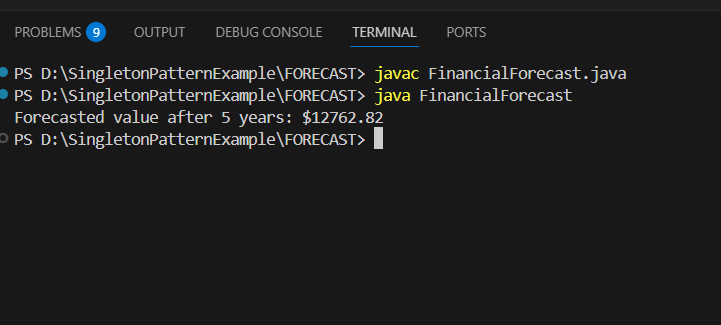 PROBLEMS 9 OUTPUT DEBUG CONSOLE TERMINAL PORTS
PS D:\SingletonPatternExample\FORECAST> javac FinancialForecast.java
PS D:\SingletonPatternExample\FORECAST> java FinancialForecast
Forecasted value after 5 years: $12762.82
PS D:\SingletonPatternExample\FORECAST>